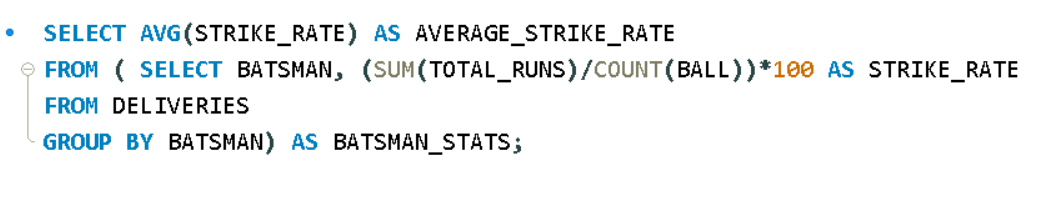 SELECT AVG(STRIKE_RATE) AS AVERAGE_STRIKE_RATE
FROM ( SELECT BATSMAN, (SUM(TOTAL_RUNS)/COUNT(BALL))*100 AS STRIKE_RATE
FROM DELIVERIES
GROUP BY BATSMAN) AS BATSMAN_STATS;